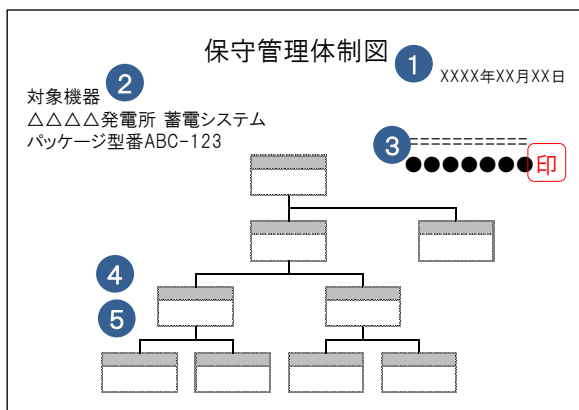 保守管理体制図
①
XXXX年XX月XX日
②
対象機器
△△△△発電所 蓄電システム
パッケージ型番ABC-123
③
==========
●●●●●●●印
④
⑤